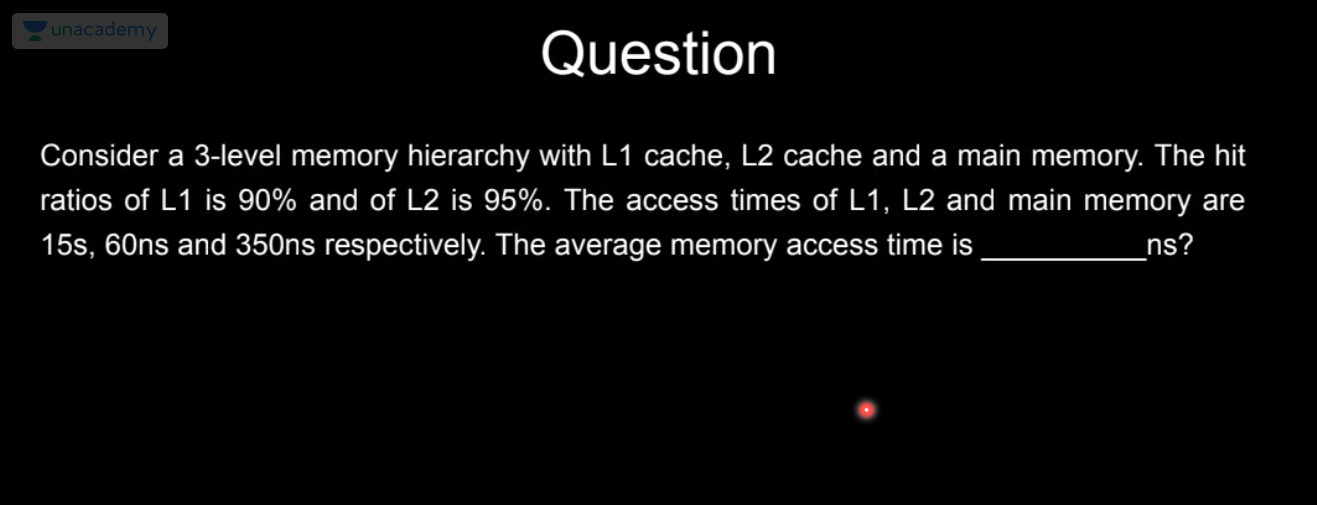 unacademy
Question
Consider a 3-level memory hierarchy with L1 cache, L2 cache and a main memory. The hit
ratios of L1 is 90% and of L2 is 95%. The access times of L1, L2 and main memory are
15s, 60ns and 350ns respectively. The average memory access time is __________ns?